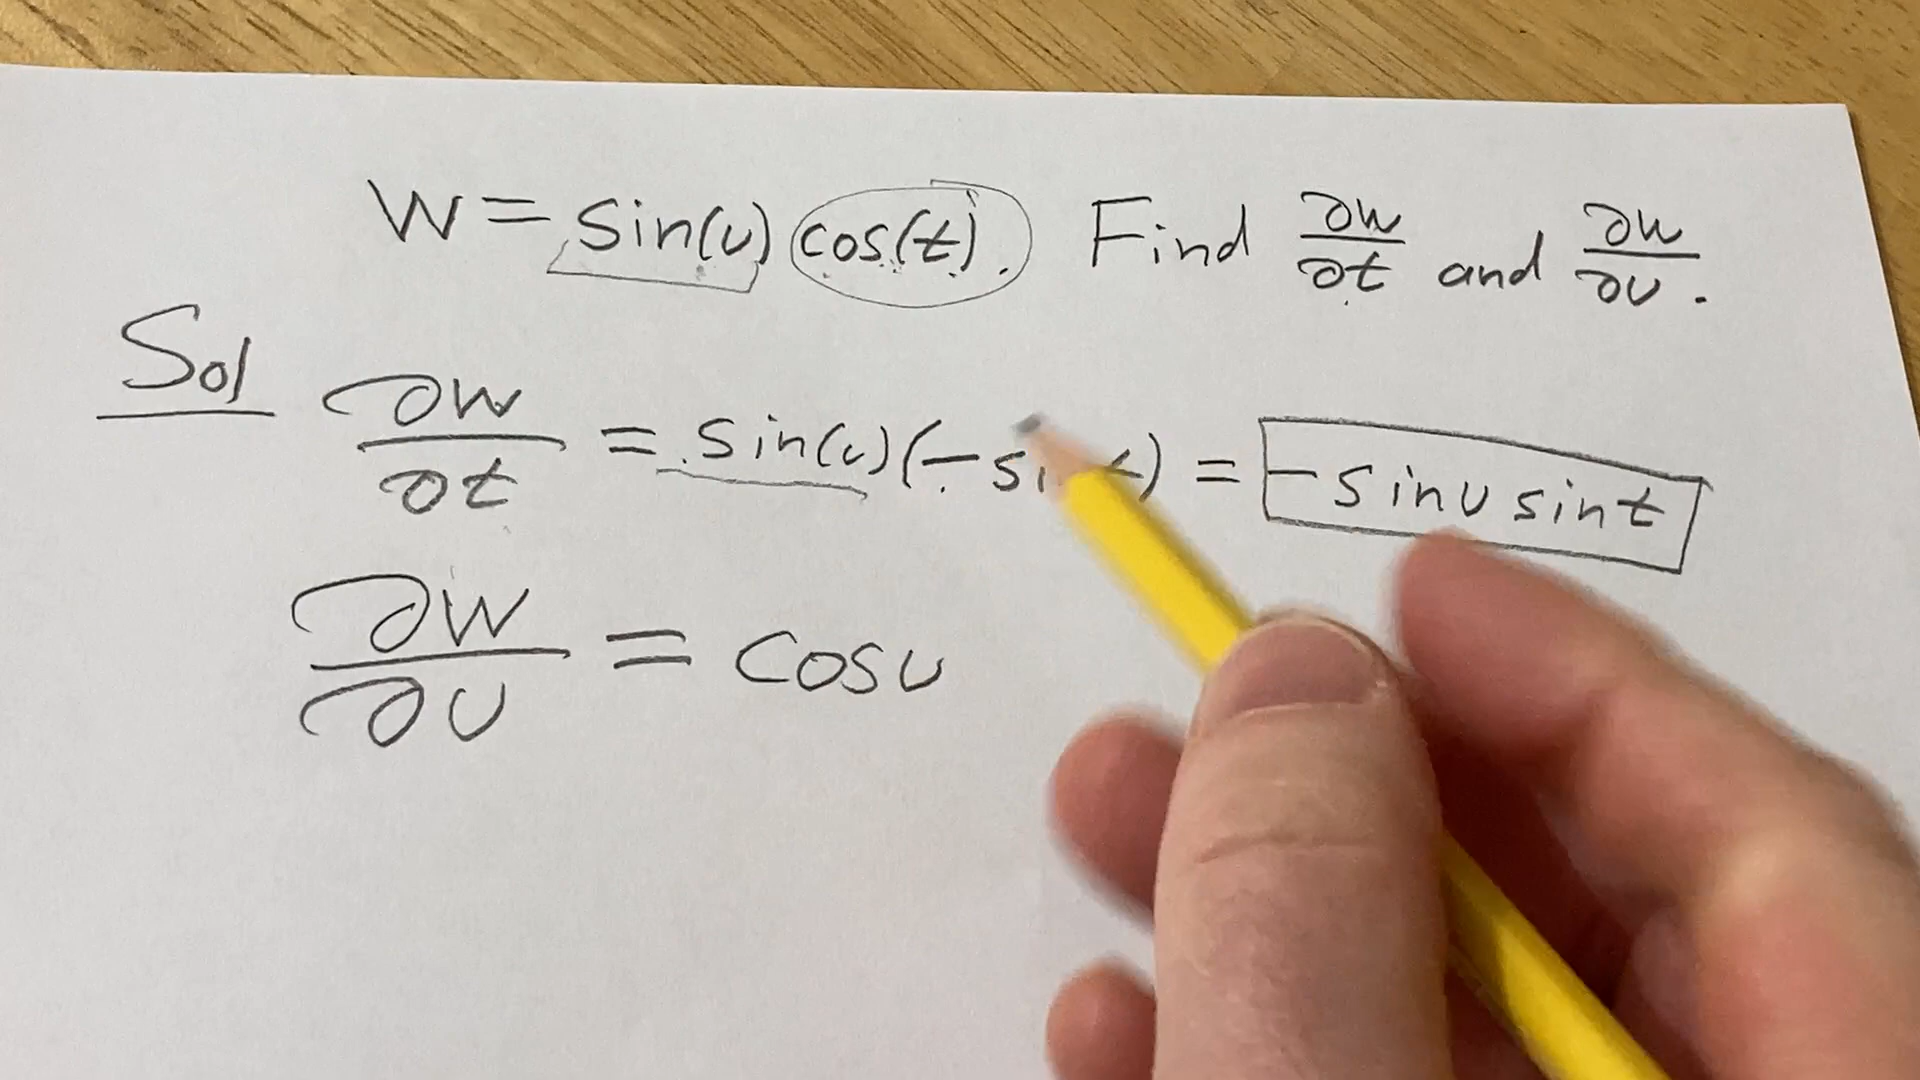 W = sin(u) cos(t). Find ∂w/∂t and ∂w/∂u.
Sol
∂w/∂t = sin(u)(- t) = -sinu sint
∂w/∂u = cosu